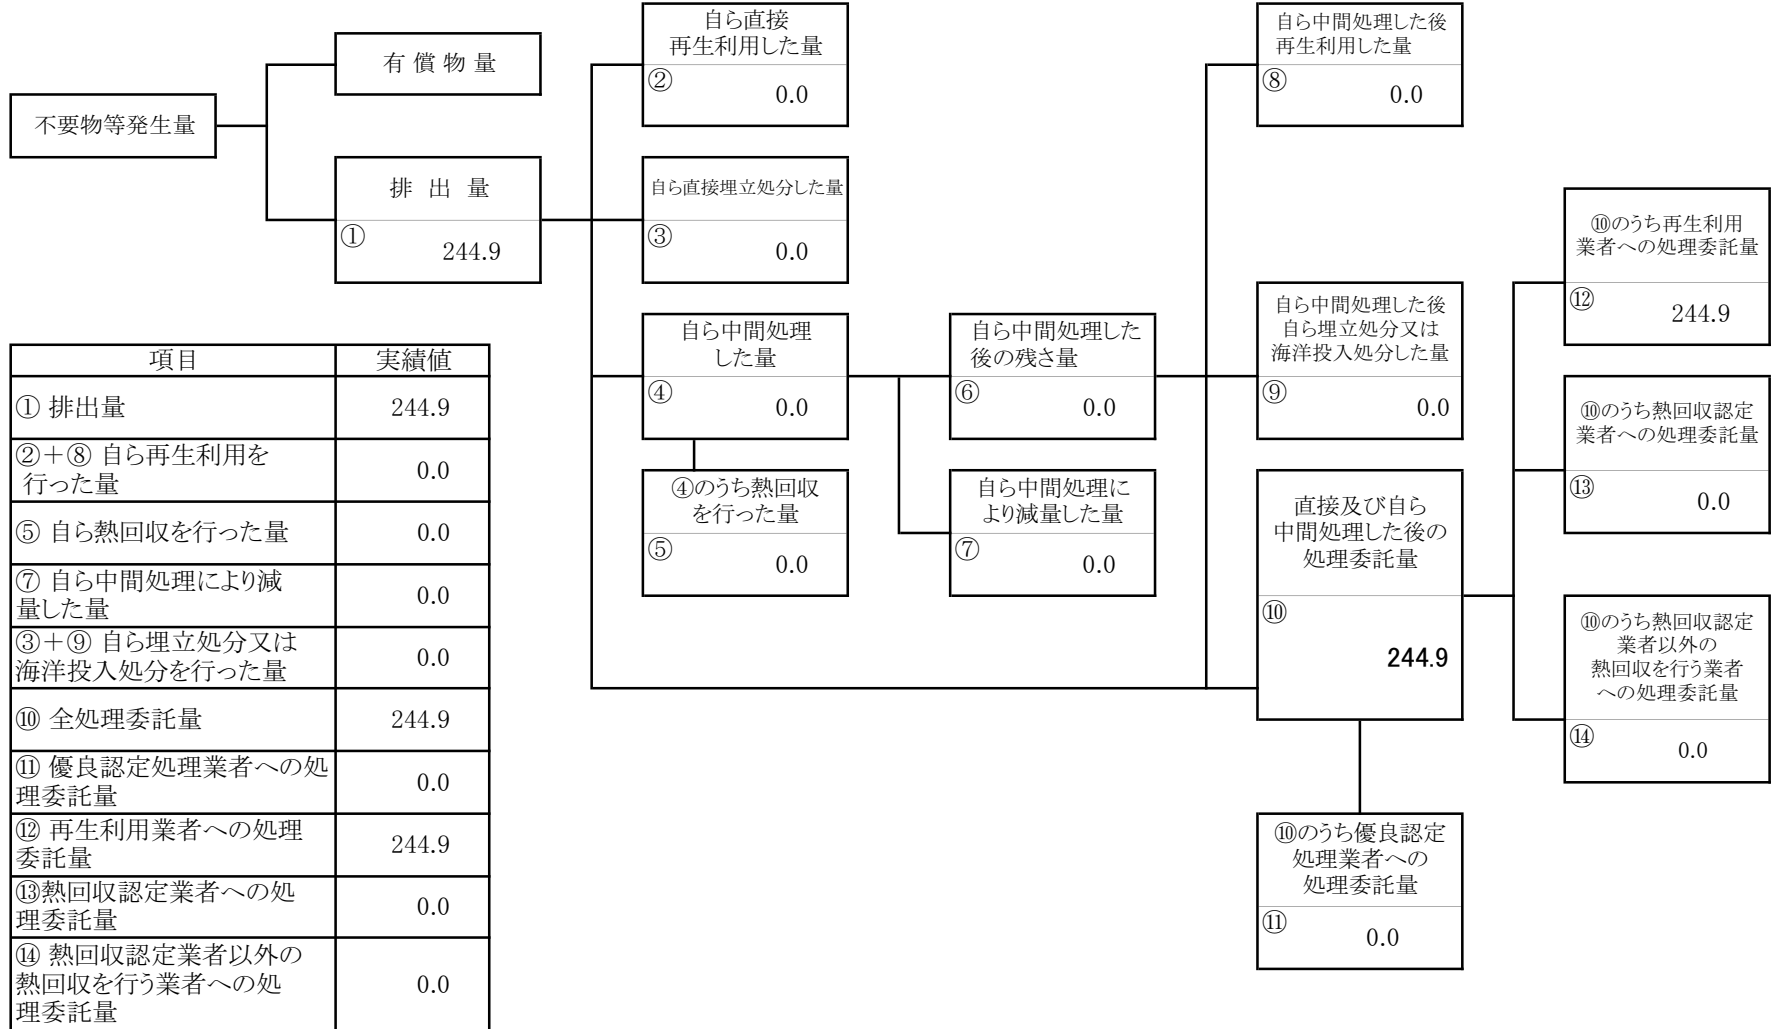 不要物等発生量
有 償 物 量
排 出 量
①
244.9
自ら直接
再生利用した量
②
0.0
自ら直接埋立処分した量
③
0.0
自ら中間処理
した量
④
0.0
④のうち熱回収
を行った量
⑤
0.0
自ら中間処理した
後の残さ量
⑥
0.0
自ら中間処理に
より減量した量
⑦
0.0
自ら中間処理した後
再生利用した量
⑧
0.0
自ら中間処理した後
自ら埋立処分又は
海洋投入処分した量
⑨
0.0
直接及び自ら
中間処理した後の
処理委託量
⑩
244.9
⑩のうち優良認定
処理業者への
処理委託量
⑪
0.0
⑩のうち再生利用
業者への処理委託量
⑫
244.9
⑩のうち熱回収認定
業者への処理委託量
⑬
0.0
⑩のうち熱回収認定
業者以外の
熱回収を行う業者
への処理委託量
⑭
0.0
項目 実績値
① 排出量 244.9
②＋⑧ 自ら再生利用を
行った量 0.0
⑤ 自ら熱回収を行った量 0.0
⑦ 自ら中間処理により減
量した量 0.0
③＋⑨ 自ら埋立処分又は
海洋投入処分を行った量 0.0
⑩ 全処理委託量 244.9
⑪ 優良認定処理業者への処
理委託量 0.0
⑫ 再生利用業者への処理
委託量 244.9
⑬熱回収認定業者への処
理委託量 0.0
⑭ 熱回収認定業者以外の
熱回収を行う業者への処
理委託量 0.0